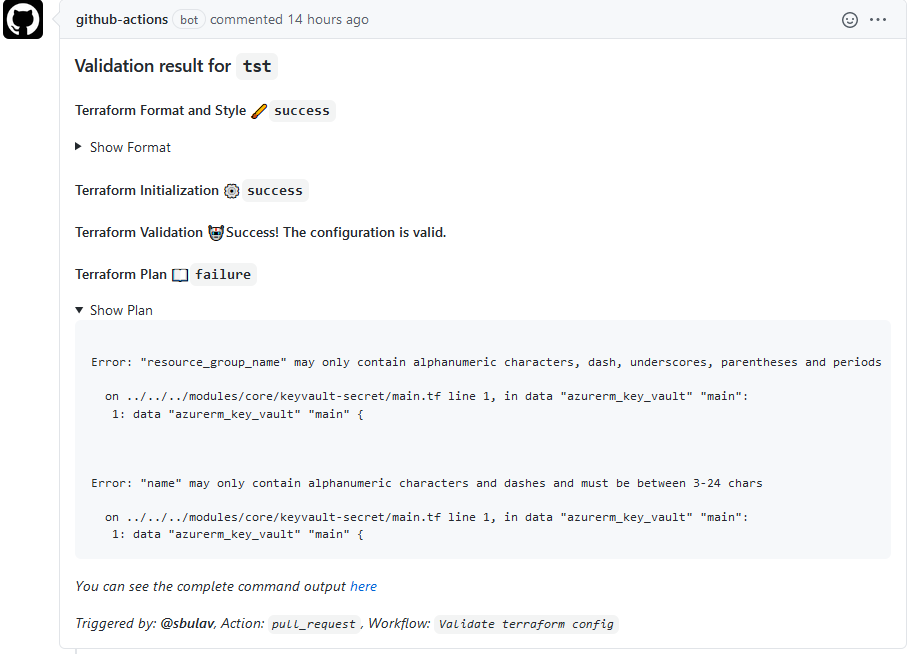 github-actions bot commented 14 hours ago
Validation result for tst
Terraform Format and Style success
Show Format
Terraform Initialization success
Terraform Validation Success! The configuration is valid.
Terraform Plan failure
Show Plan
Error: "resource_group_name" may only contain alphanumeric characters, dash, underscores, parentheses and periods
on ../../../modules/core/keyvault-secret/main.tf line 1, in data "azurerm_key_vault" "main":
1: data "azurerm_key_vault" "main" {
Error: "name" may only contain alphanumeric characters and dashes and must be between 3-24 chars
on ../../../modules/core/keyvault-secret/main.tf line 1, in data "azurerm_key_vault" "main":
1: data "azurerm_key_vault" "main" {
You can see the complete command output here
Triggered by: @sbulav, Action: pull_request, Workflow: Validate terraform config